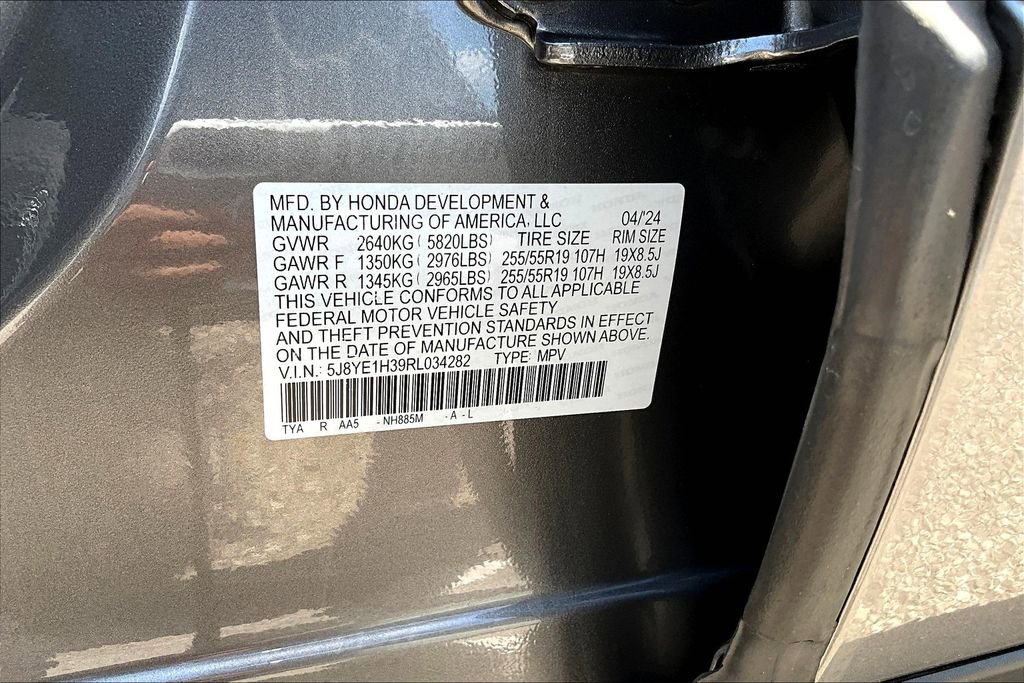 MFD. BY HONDA DEVELOPMENT &
MANUFACTURING OF AMERICA, LLC 04/'24
GVWR 2640KG ( 5820LBS) TIRE SIZE RIM SIZE
GAWR F 1350KG ( 2976LBS) 255/55R19 107H 19X8.5J
GAWR R 1345KG ( 2965LBS) 255/55R19 107H 19X8.5J
THIS VEHICLE CONFORMS TO ALL APPLICABLE
FEDERAL MOTOR VEHICLE SAFETY
AND THEFT PREVENTION STANDARDS IN EFFECT
ON THE DATE OF MANUFACTURE SHOWN ABOVE.
V.I.N.: 5J8YE1H39RL034282 TYPE: MPV
TYA R AA5 -NH885M -A-L